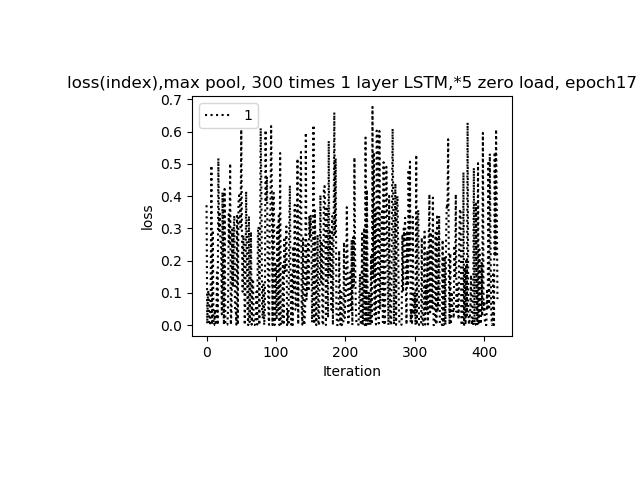 loss(index),max pool, 300 times 1 layer LSTM,*5 zero load, epoch17
1
0.7
0.6
0.5
0.4
0.3
0.2
0.1
0.0
loss
0 100 200 300 400
Iteration